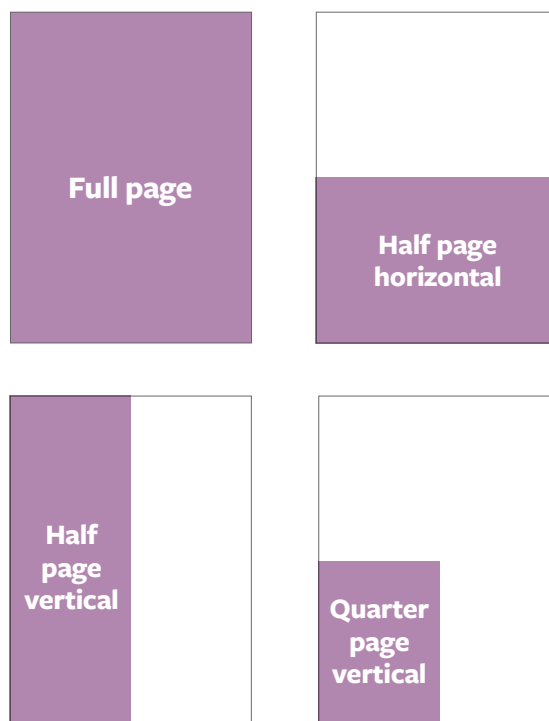 Full page
Half page
horizontal
Half
page
vertical
Quarter
page
vertical